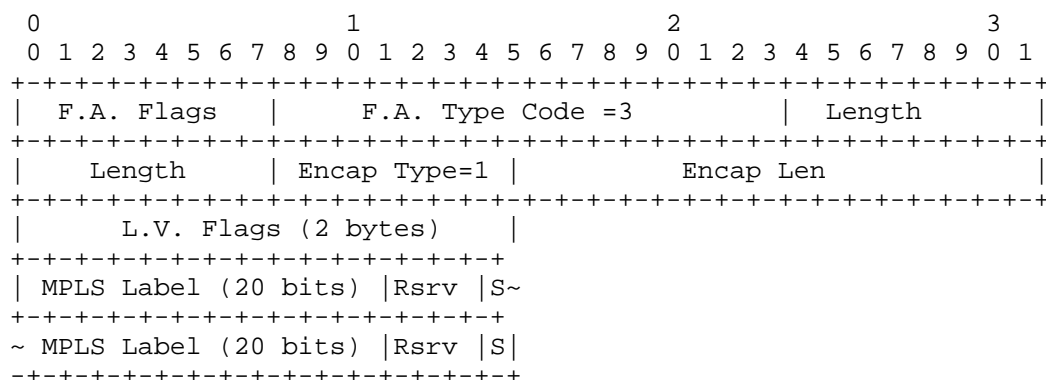 0 1 2 3
0 1 2 3 4 5 6 7 8 9 0 1 2 3 4 5 6 7 8 9 0 1 2 3 4 5 6 7 8 9 0 1
+-+-+-+-+-+-+-+-+-+-+-+-+-+-+-+-+-+-+-+-+-+-+-+-+-+-+-+-+-+-+-+-+
| F.A. Flags | F.A. Type Code =3 | Length |
+-+-+-+-+-+-+-+-+-+-+-+-+-+-+-+-+-+-+-+-+-+-+-+-+-+-+-+-+-+-+-+-+
| Length | Encap Type=1 | Encap Len |
+-+-+-+-+-+-+-+-+-+-+-+-+-+-+-+-+-+-+-+-+-+-+-+-+-+-+-+-+-+-+-+-+
| L.V. Flags (2 bytes) |
+-+-+-+-+-+-+-+-+-+-+-+-+-+-+-+
| MPLS Label (20 bits) |Rsrv |S~
+-+-+-+-+-+-+-+-+-+-+-+-+-+-+-+
~ MPLS Label (20 bits) |Rsrv |S|
-+-+-+-+-+-+-+-+-+-+-+-+-+-+-+-+